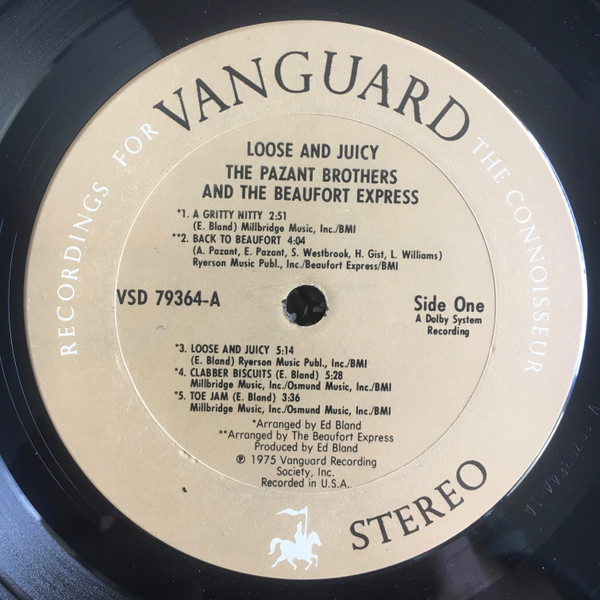 VANGUARD
RECORDINGS FOR THE CONNOISSEUR
LOOSE AND JUICY
THE PAZANT BROTHERS
AND THE BEAUFORT EXPRESS
*1. A GRITTY NITTY 2:51
(E. Bland) Millbridge Music, Inc./BMI
**2. BACK TO BEAUFORT 4:04
(A. Pazant, E. Pazant, S. Westbrook, H. Gist, L. Williams)
Ryerson Music Publ., Inc./Beaufort Express/BMI
VSD 79364-A
Side One
A Dolby System
Recording
*3. LOOSE AND JUICY 5:14
(E. Bland) Ryerson Music Publ., Inc./BMI
*4. CLABBER BISCUITS (E. Bland) 5:28
Millbridge Music, Inc./Osmund Music, Inc./BMI
*5. TOE JAM (E. Bland) 3:36
Millbridge Music, Inc./Osmund Music, Inc./BMI
*Arranged by Ed Bland
**Arranged by The Beaufort Express
Produced by Ed Bland
℗ 1975 Vanguard Recording
Society, Inc.
Recorded in U.S.A.
STEREO